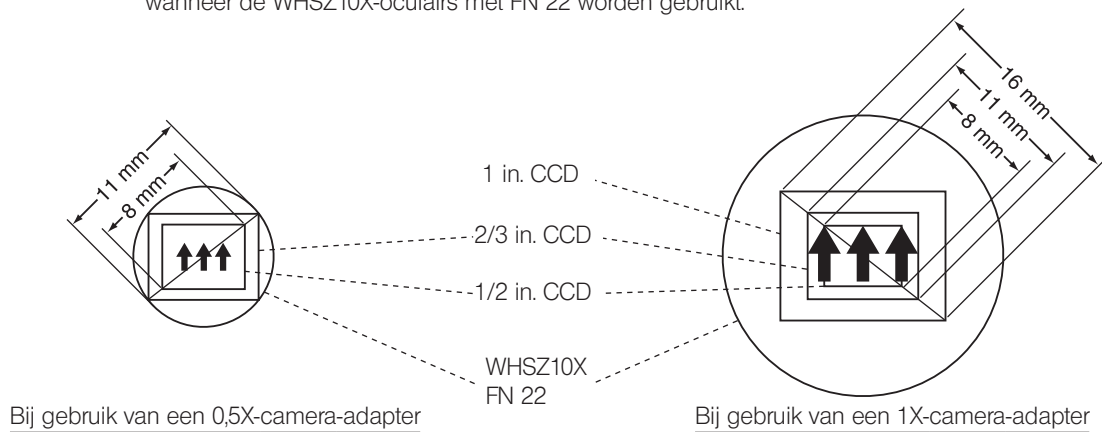 wanneer de WHSZ10X-oculairs met FN 22 worden gebruikt.
11 mm
8 mm
1 in. CCD
2/3 in. CCD
1/2 in. CCD
WHSZ10X
FN 22
16 mm
11 mm
8 mm
Bij gebruik van een 0,5X-camera-adapter
Bij gebruik van een 1X-camera-adapter